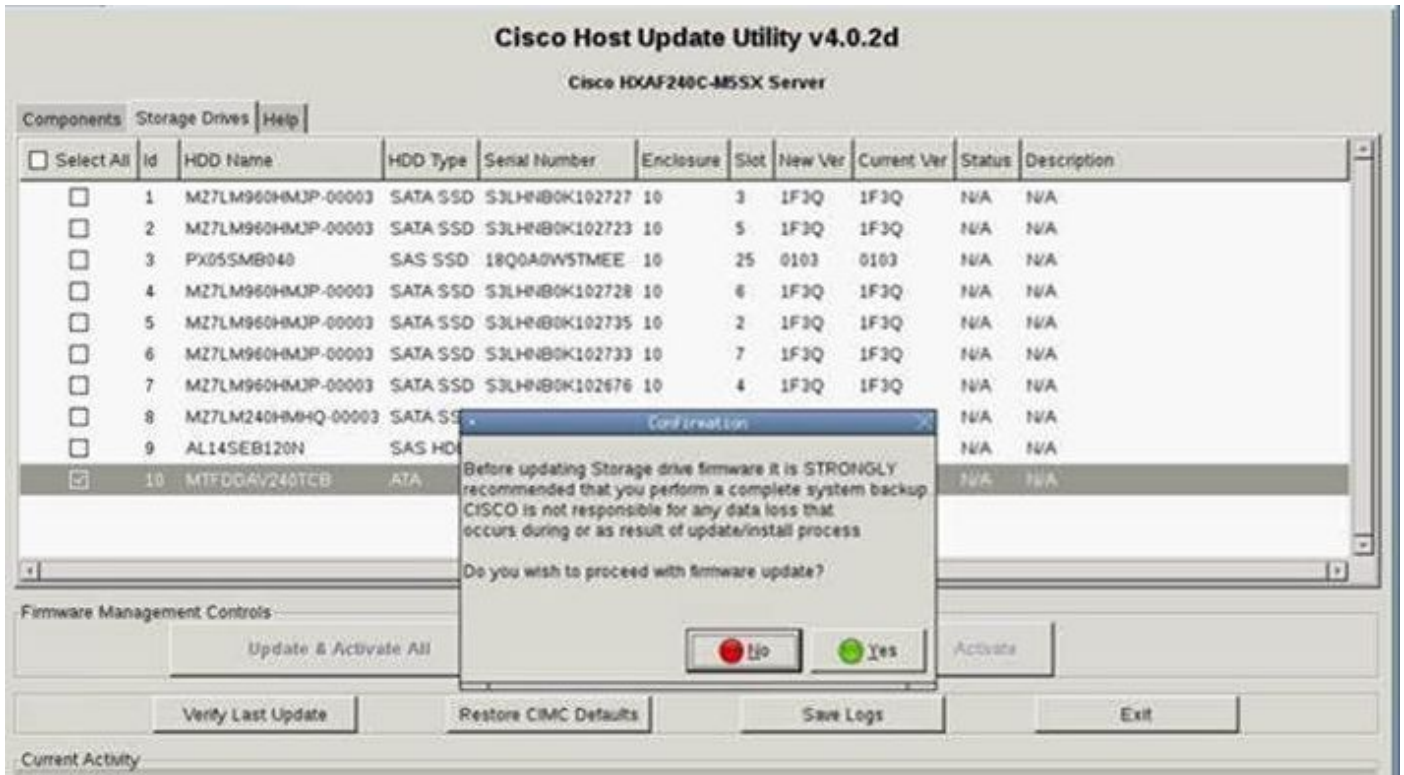 Cisco Host Update Utility v4.0.2d
Cisco HXAF240C-M5SX Server
Components Storage Drives Help
Select All Id HDD Name HDD Type Serial Number Enclosure Slot New Ver Current Ver Status Description
1 MZ7LM960HMJP-00003 SATA SSD S3LHNB0K102727 10 3 1F3Q 1F3Q N/A N/A
2 MZ7LM960HMJP-00003 SATA SSD S3LHNB0K102723 10 5 1F3Q 1F3Q N/A N/A
3 PX05SMB040 SAS SSD 18Q0A0W5TMEE 10 25 0103 0103 N/A N/A
4 MZ7LM960HMJP-00003 SATA SSD S3LHNB0K102728 10 6 1F3Q 1F3Q N/A N/A
5 MZ7LM960HMJP-00003 SATA SSD S3LHNB0K102735 10 2 1F3Q 1F3Q N/A N/A
6 MZ7LM960HMJP-00003 SATA SSD S3LHNB0K102733 10 7 1F3Q 1F3Q N/A N/A
7 MZ7LM960HMJP-00003 SATA SSD S3LHNB0K102676 10 4 1F3Q 1F3Q N/A N/A
8 MZ7LM240HMHQ-00003 SATA SS N/A N/A
9 AL14SEB120N SAS HD N/A N/A
10 MTFDDAV240TCB ATA N/A N/A
Confirmation
Before updating Storage drive firmware it is STRONGLY
recommended that you perform a complete system backup
CISCO is not responsible for any data loss that
occurs during or as result of update/install process
Do you wish to proceed with firmware update?
No Yes
Firmware Management Controls
Update & Activate All Activate
Verify Last Update Restore CIMC Defaults Save Logs Exit
Current Activity